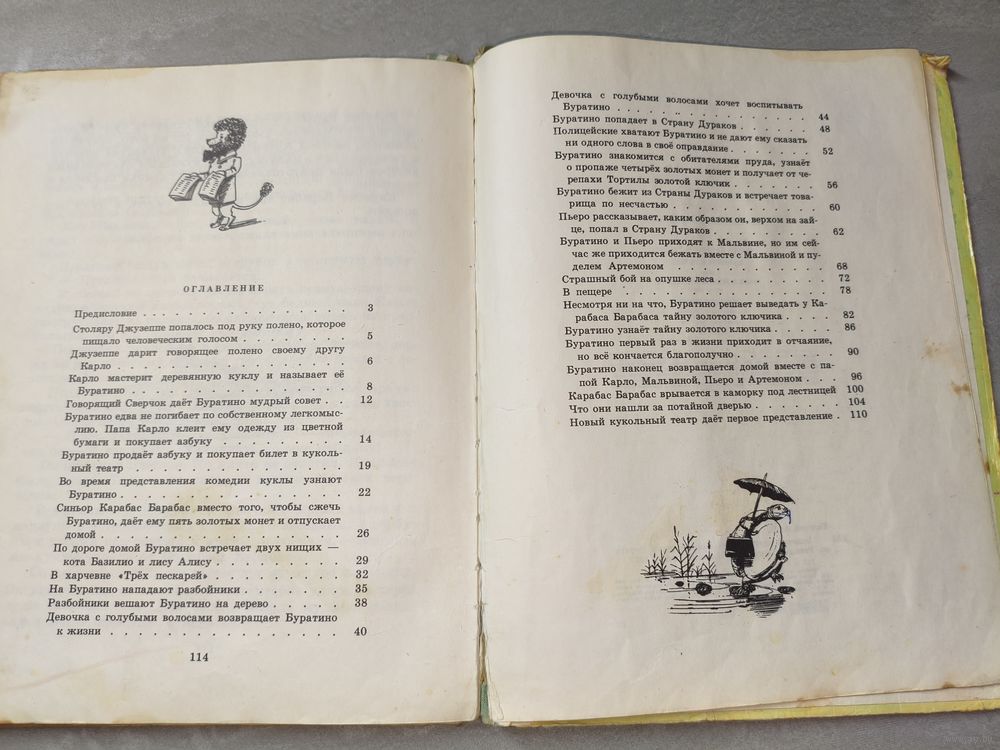 ОГЛАВЛЕНИЕ
Предисловие . . . . . . . . . . . . . . . . 3
Столяру Джузеппе попалось под руку полено, которое
пищало человеческим голосом . . . . . . . . 5
Джузеппе дарит говорящее полено своему другу
Карло . . . . . . . . . . . . . . . . . . 6
Карло мастерит деревянную куклу и называет её
Буратино . . . . . . . . . . . . . . . . . 8
Говорящий Сверчок даёт Буратино мудрый совет . . 12
Буратино едва не погибает по собственному легкомыс-
лию. Папа Карло клеит ему одежду из цветной
бумаги и покупает азбуку . . . . . . . . . 14
Буратино продаёт азбуку и покупает билет в куколь-
ный театр . . . . . . . . . . . . . . . . 19
Во время представления комедии куклы узнают
Буратино . . . . . . . . . . . . . . . . . 22
Синьор Карабас Барабас вместо того, чтобы сжечь
Буратино, даёт ему пять золотых монет и отпускает
домой . . . . . . . . . . . . . . . . . . 26
По дороге домой Буратино встречает двух нищих —
кота Базилио и лису Алису . . . . . . . . . 29
В харчевне «Трёх пескарей» . . . . . . . . . . 32
На Буратино нападают разбойники . . . . . . . . 35
Разбойники вешают Буратино на дерево . . . . . . 38
Девочка с голубыми волосами возвращает Буратино
к жизни . . . . . . . . . . . . . . . . . 40
114
Девочка с голубыми волосами хочет воспитывать
Буратино . . . . . . . . . . . . . . . . . 44
Буратино попадает в Страну Дураков . . . . . . . 48
Полицейские хватают Буратино и не дают ему сказать
ни одного слова в своё оправдание . . . . . . . 52
Буратино знакомится с обитателями пруда, узнаёт
о пропаже четырёх золотых монет и получает от че-
репахи Тортилы золотой ключик . . . . . . . 56
Буратино бежит из Страны Дураков и встречает това-
рища по несчастью . . . . . . . . . . . . . 60
Пьеро рассказывает, каким образом он, верхом на зай-
це, попал в Страну Дураков . . . . . . . . . 62
Буратино и Пьеро приходят к Мальвине, но им сей-
час же приходится бежать вместе с Мальвиной и пу-
делем Артемоном . . . . . . . . . . . . . 68
Страшный бой на опушке леса . . . . . . . . . . 72
В пещере . . . . . . . . . . . . . . . . . . 78
Несмотря ни на что, Буратино решает выведать у Ка-
рабаса Барабаса тайну золотого ключика . . . . 82
Буратино узнаёт тайну золотого ключика . . . . . 86
Буратино первый раз в жизни приходит в отчаяние,
но всё кончается благополучно . . . . . . . . 90
Буратино наконец возвращается домой вместе с па-
пой Карло, Мальвиной, Пьеро и Артемоном . . . 96
Карабас Барабас врывается в каморку под лестницей 100
Что они нашли за потайной дверью . . . . . . . 104
Новый кукольный театр даёт первое представление . 110